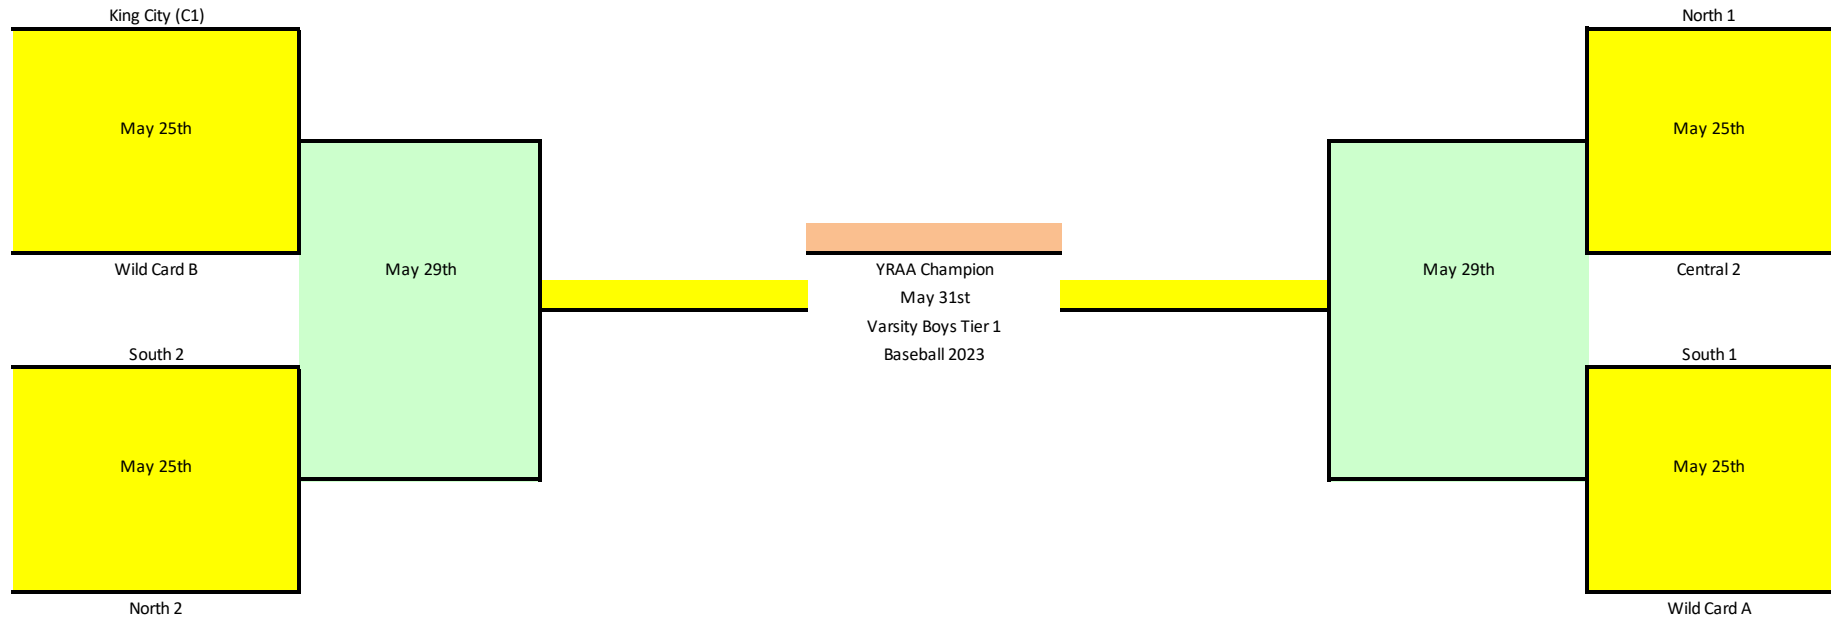 King City (C1)
North 1
May 25th
May 25th
Wild Card B
May 29th
YRAA Champion
May 29th
Central 2
May 31st
Varsity Boys Tier 1
South 2
Baseball 2023
South 1
May 25th
May 25th
North 2
Wild Card A